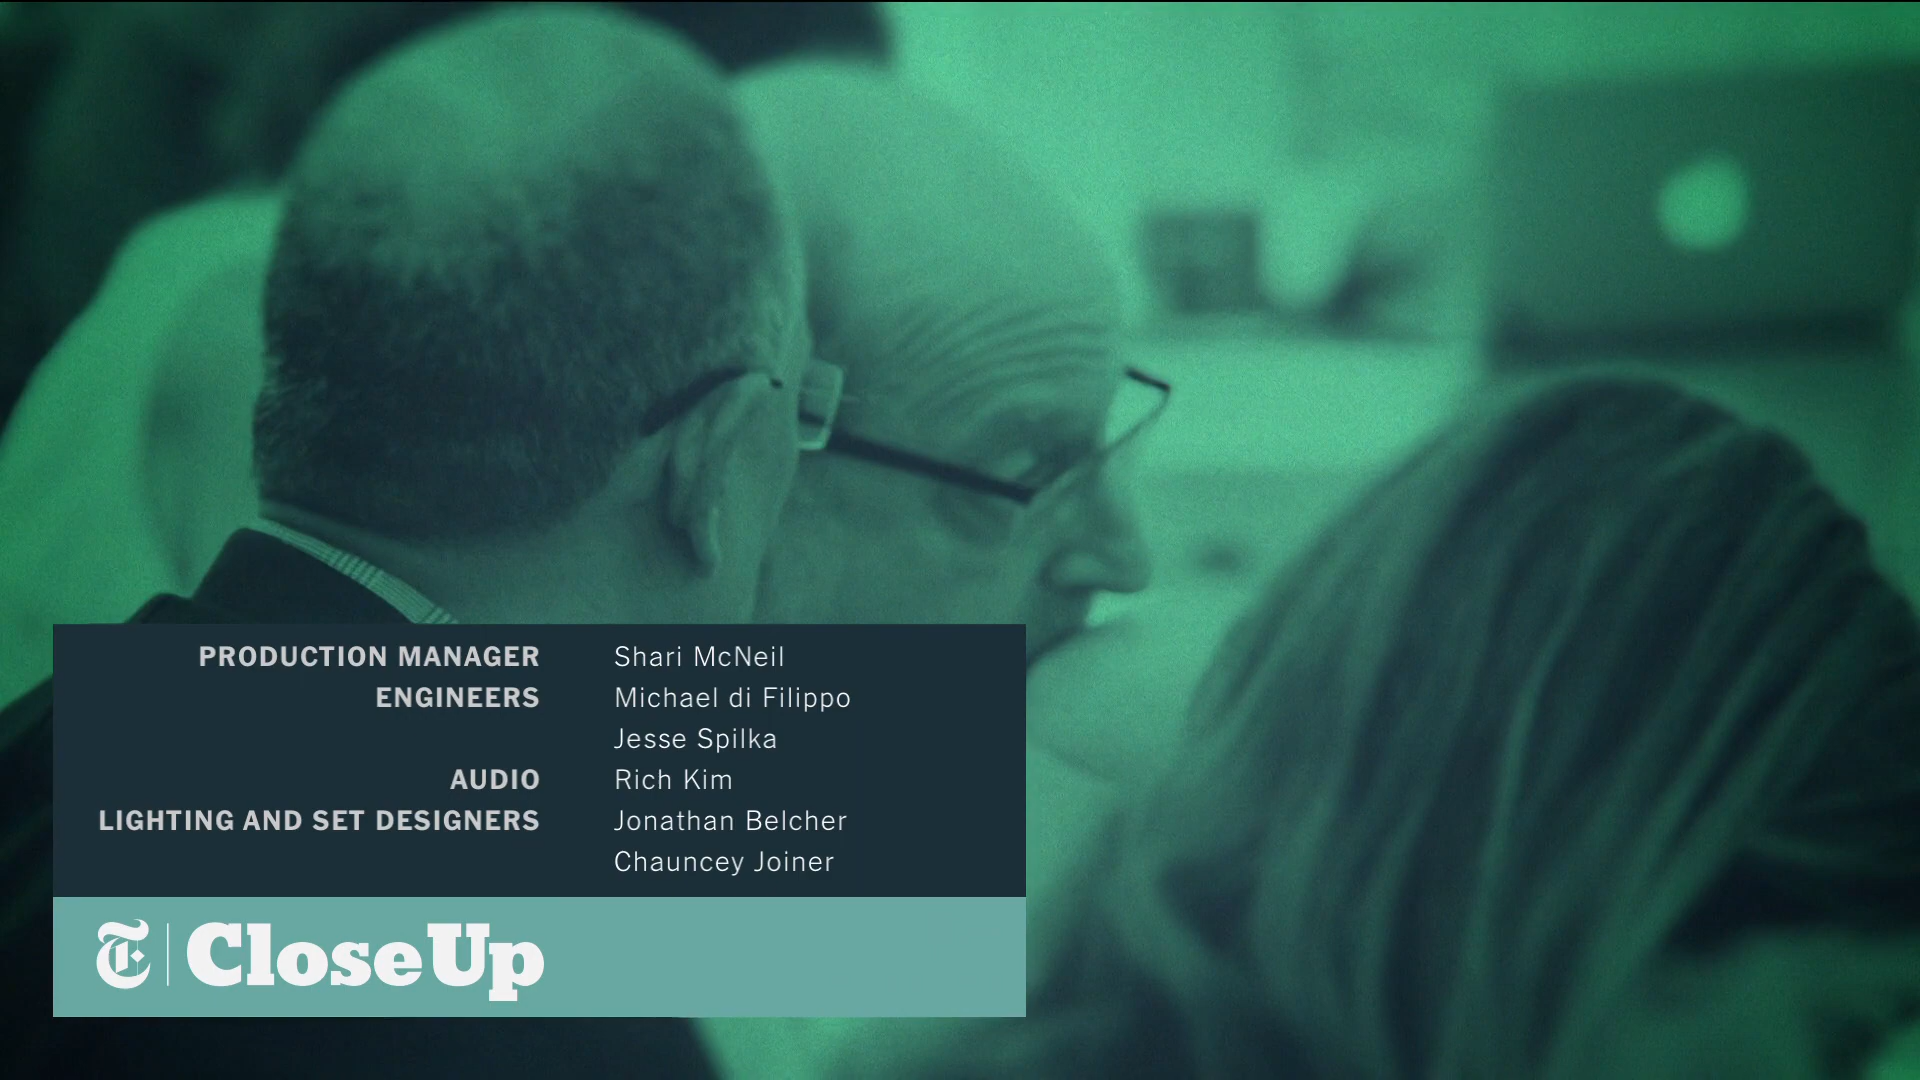 PRODUCTION MANAGER Shari McNeil
ENGINEERS Michael di Filippo
Jesse Spilka
AUDIO Rich Kim
LIGHTING AND SET DESIGNERS Jonathan Belcher
Chauncey Joiner
T | CloseUp